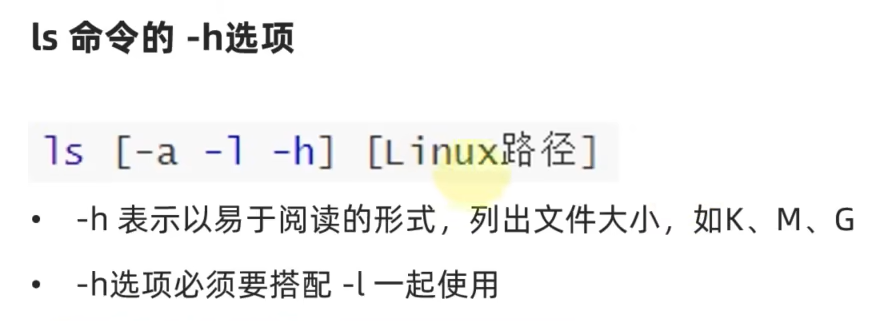 ls 命令的 -h选项
ls [-a -l -h] [Linux路径]
• -h 表示以易于阅读的形式，列出文件大小，如K、M、G
• -h选项必须要搭配 -l 一起使用